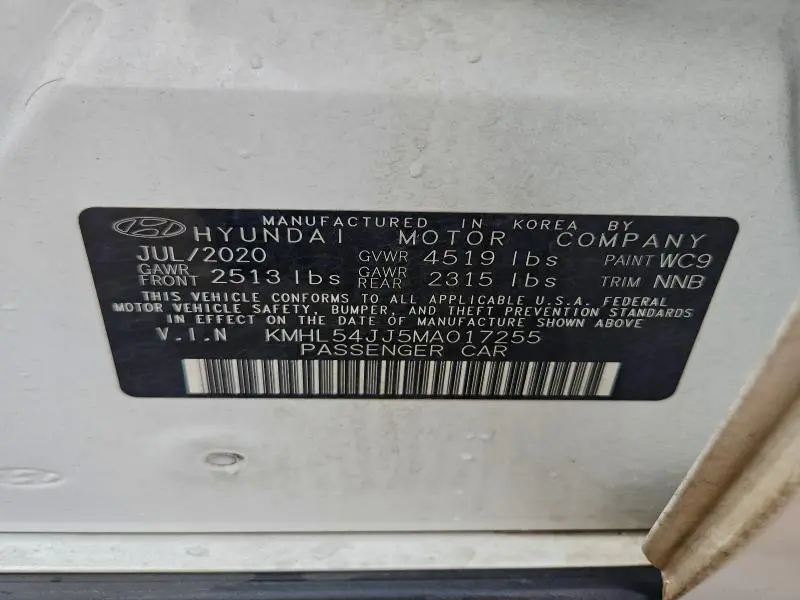 MANUFACTURED IN KOREA BY
HYUNDAI MOTOR COMPANY
JUL/2020 GVWR 4519 lbs PAINT WC9
GAWR FRONT 2513 lbs GAWR REAR 2315 lbs TRIM NNB
THIS VEHICLE CONFORMS TO ALL APPLICABLE U.S.A. FEDERAL
MOTOR VEHICLE SAFETY, BUMPER, AND THEFT PREVENTION STANDARDS
IN EFFECT ON THE DATE OF MANUFACTURE SHOWN ABOVE
V.I.N KMHL54JJ5MA017255
PASSENGER CAR